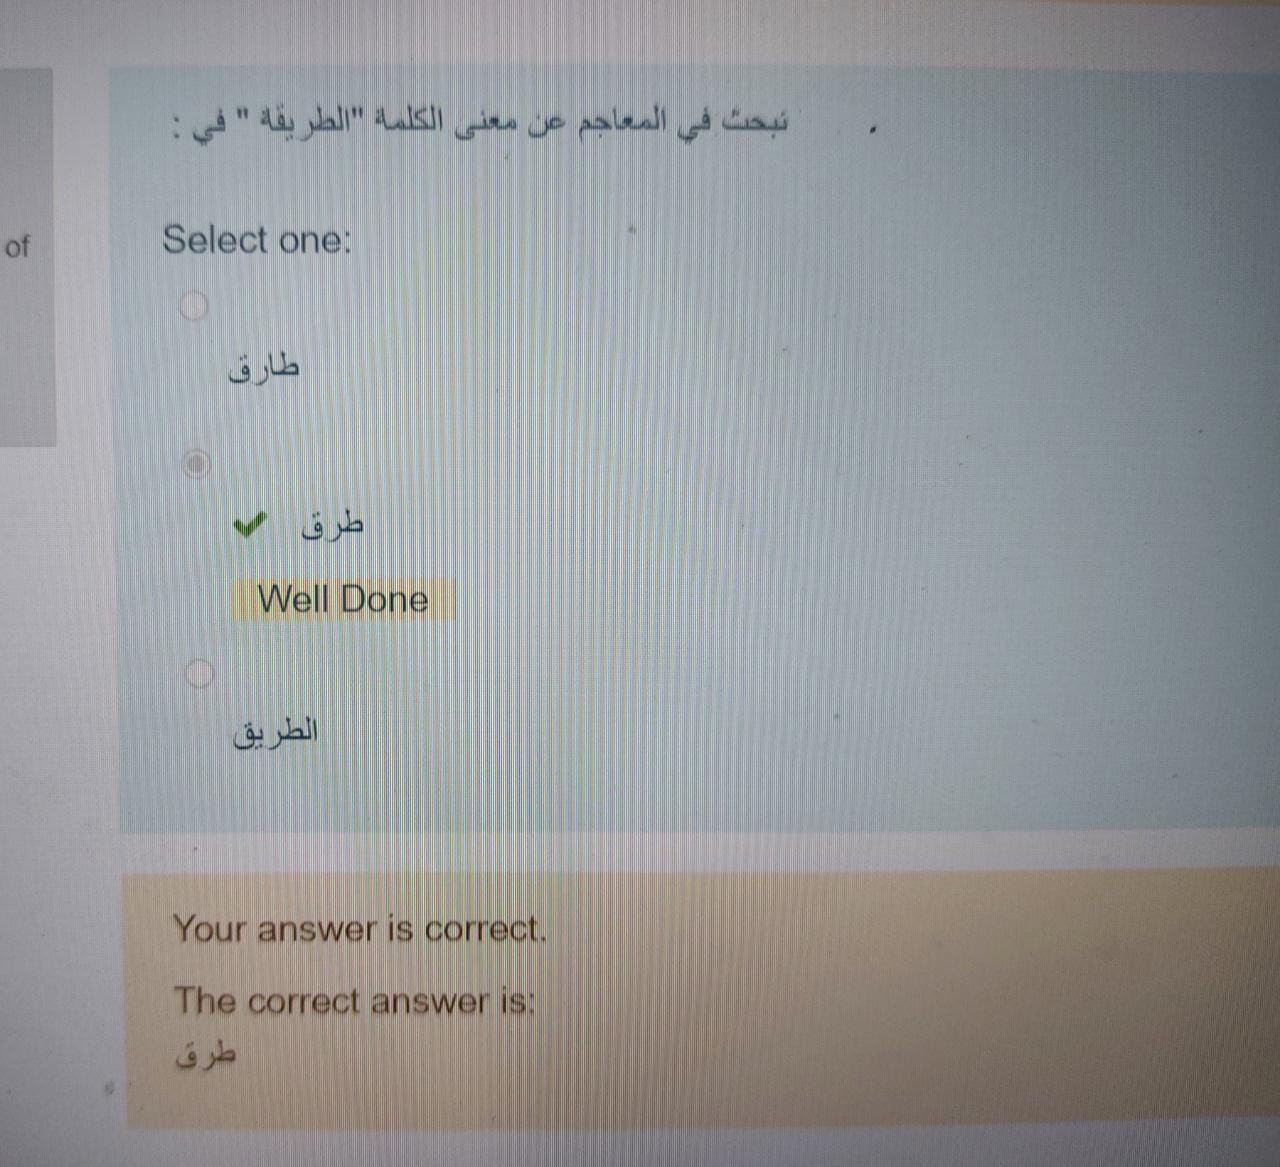 نبحث في المعاجم عن معنى الكلمة "الطريقة " في :
of
Select one:
طارق
طرق
Well Done
الطريق
Your answer is correct.
The correct answer is:
طرق